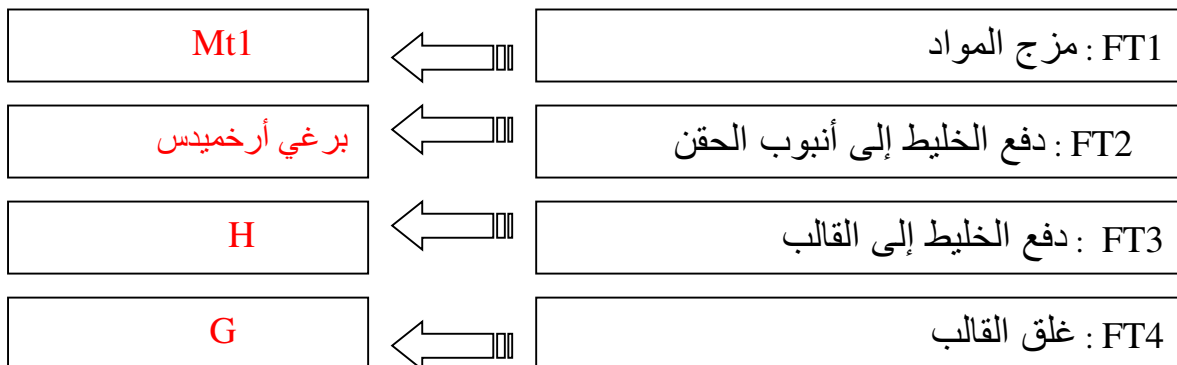 FT1 : مزج المواد
Mt1
FT2 : دفع الخليط إلى أنبوب الحقن
برغي أرخميدس
FT3 : دفع الخليط إلى القالب
H
FT4 : غلق القالب
G